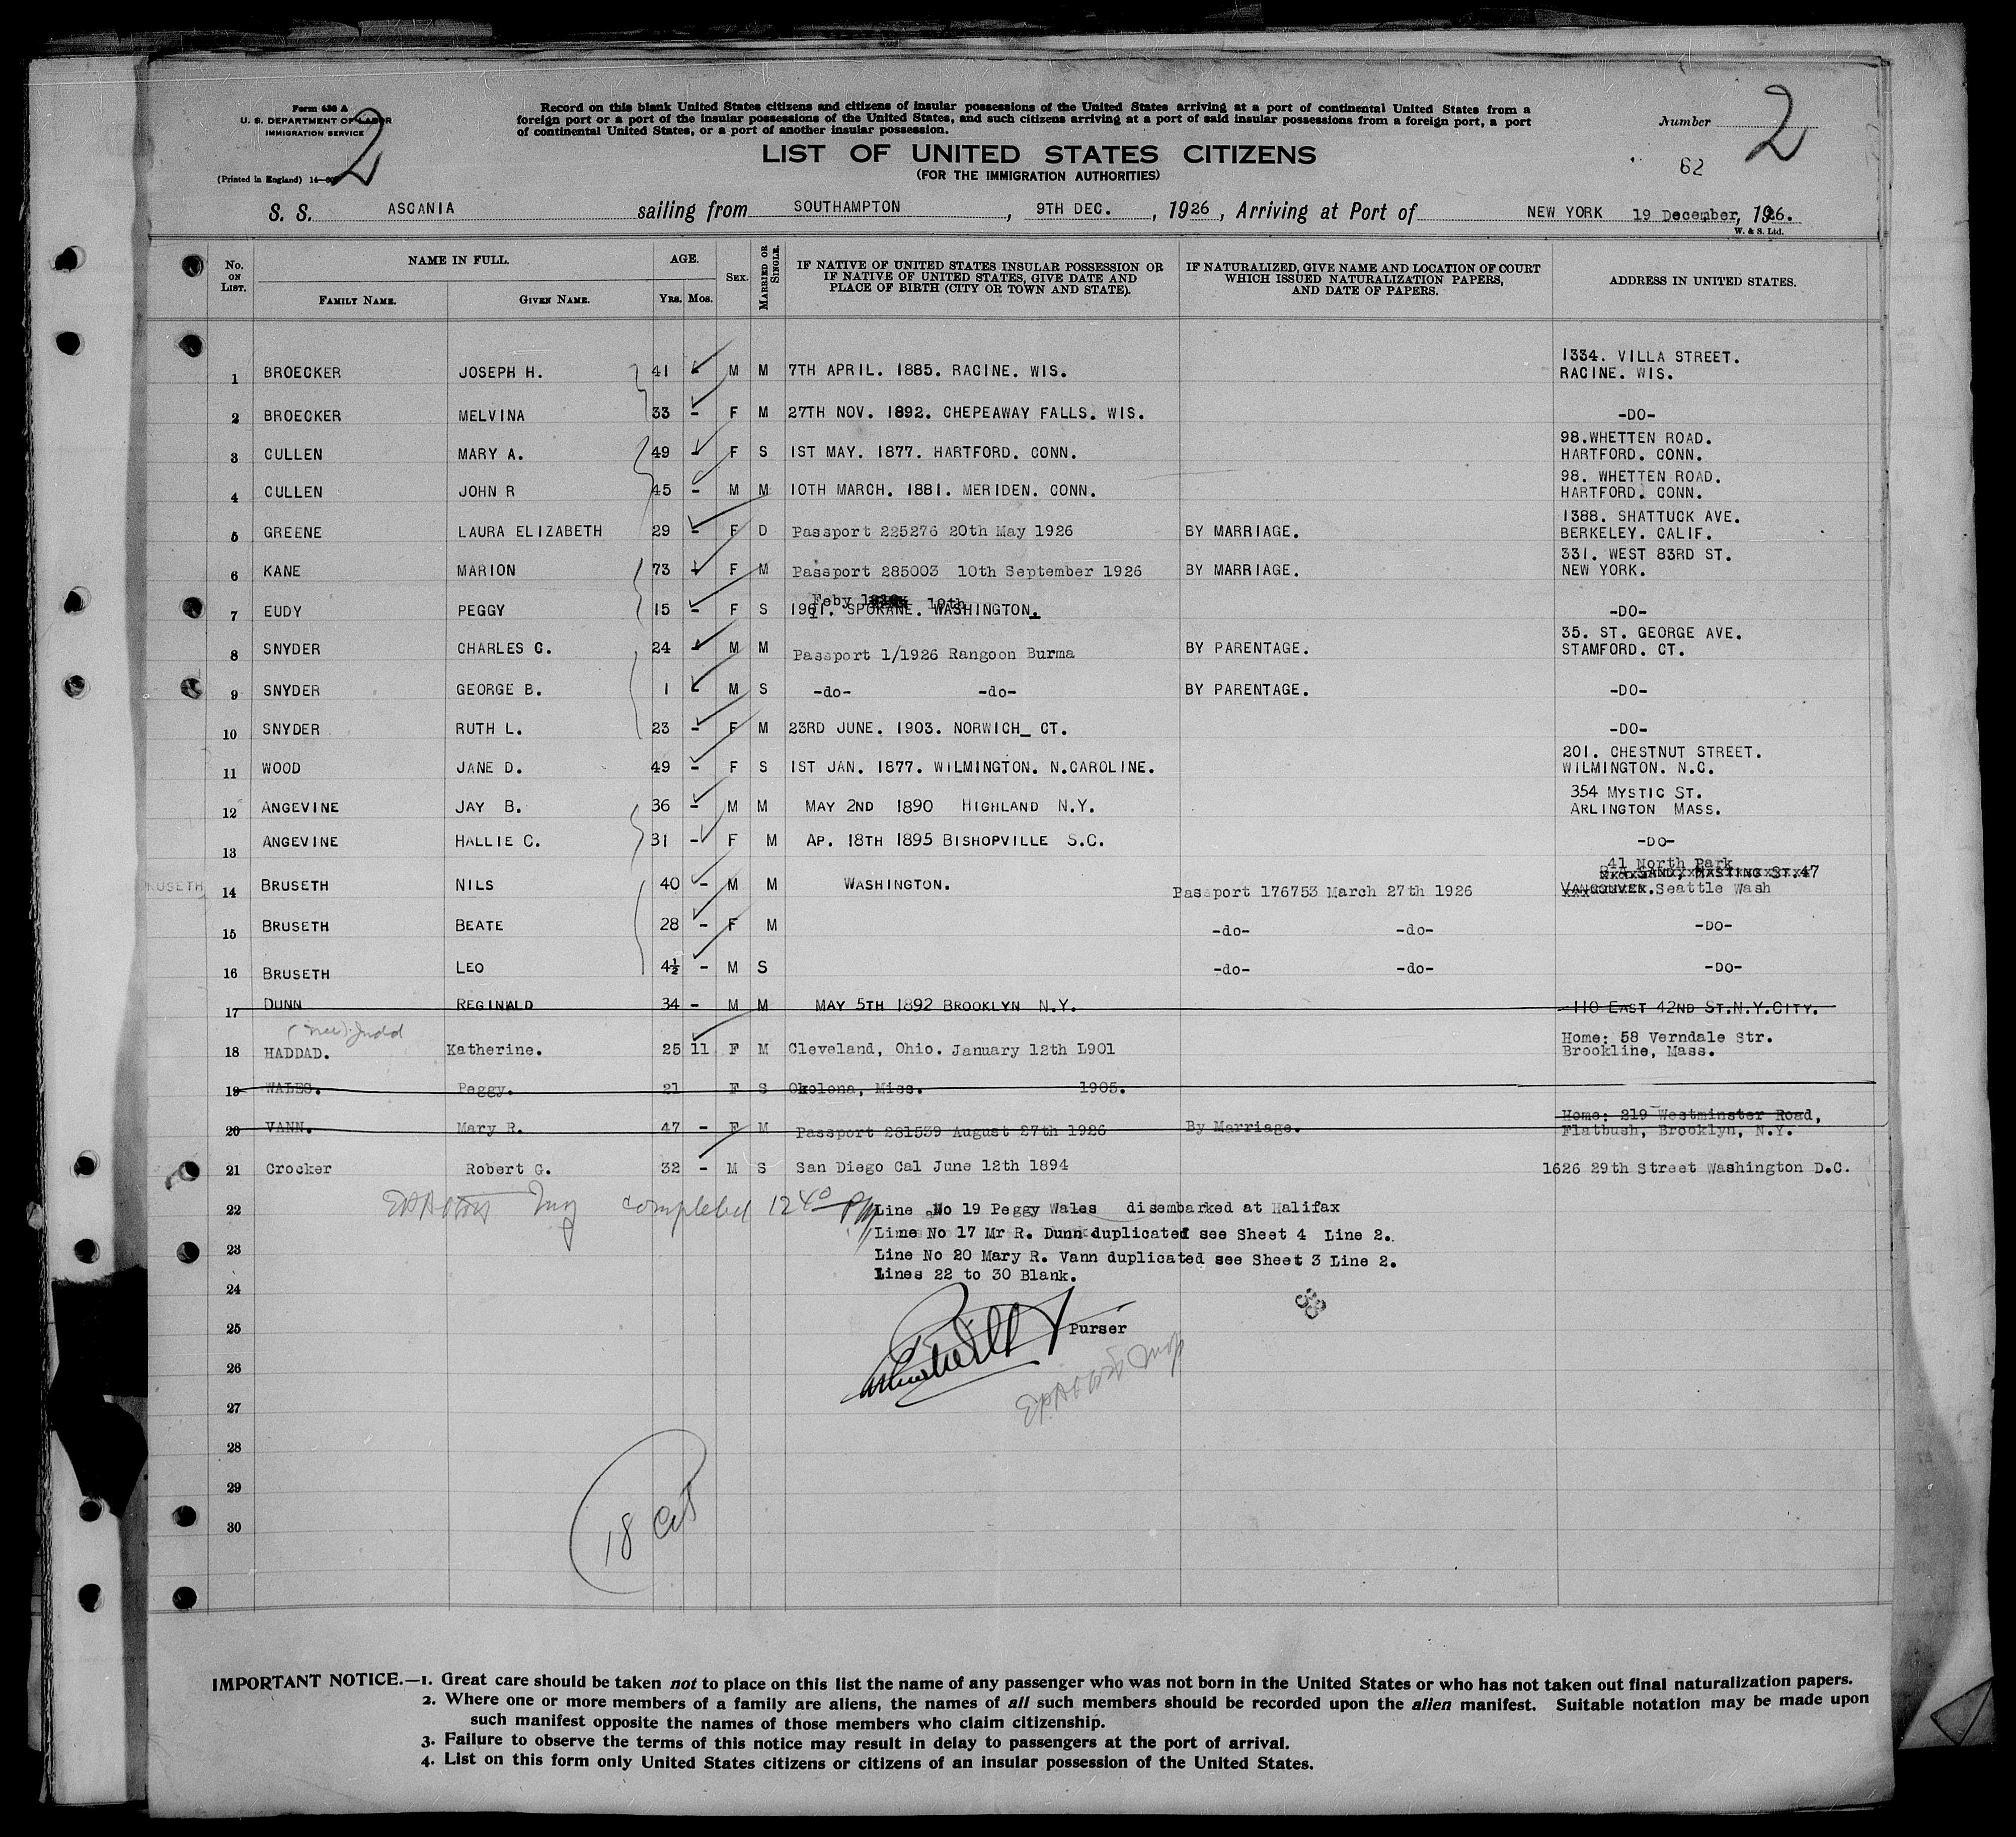 Form 630 A
U. S. DEPARTMENT OF LABOR
IMMIGRATION SERVICE
(Printed in England)
2
Record on this blank United States citizens and citizens of insular possessions of the United States arriving at a port of continental United States from a
foreign port or a port of the insular possessions of the United States, and such citizens arriving at a port of said insular possessions from a foreign port, a port
of continental United States, or a port of another insular possession.
Number 2
62
LIST OF UNITED STATES CITIZENS
(FOR THE IMMIGRATION AUTHORITIES)
S. S. ASCANIA sailing from SOUTHAMPTON, 9TH DEC., 1926, Arriving at Port of NEW YORK 19 December, 1926.
W. & S. Ltd.
No. ON LIST. NAME IN FULL. FAMILY NAME. GIVEN NAME. AGE. Yrs. Mos. SEX. MARRIED OR SINGLE. IF NATIVE OF UNITED STATES INSULAR POSSESSION OR IF NATIVE OF UNITED STATES, GIVE DATE AND PLACE OF BIRTH (CITY OR TOWN AND STATE). IF NATURALIZED, GIVE NAME AND LOCATION OF COURT WHICH ISSUED NATURALIZATION PAPERS, AND DATE OF PAPERS. ADDRESS IN UNITED STATES.
1 BROECKER JOSEPH H. 41 - M M 7TH APRIL. 1885. RACINE. WIS. 1334. VILLA STREET. RACINE. WIS.
2 BROECKER MELVINA 33 - F M 27TH NOV. 1892. CHEPEAWAY FALLS. WIS. -DO-
3 CULLEN MARY A. 49 - F S 1ST MAY. 1877. HARTFORD. CONN. 98.WHETTEN ROAD. HARTFORD. CONN.
4 CULLEN JOHN R 45 - M M 10TH MARCH. 1881. MERIDEN. CONN. 98. WHETTEN ROAD. HARTFORD. CONN.
5 GREENE LAURA ELIZABETH 29 - F D Passport 225276 20th May 1926 BY MARRIAGE. 1388. SHATTUCK AVE. BERKELEY. CALIF.
6 KANE MARION 73 - F M Passport 285003 10th September 1926 BY MARRIAGE. 331. WEST 83RD ST. NEW YORK.
7 EUDY PEGGY 15 - F S Feby 10th 1911. SPOKANE. WASHINGTON. -DO-
8 SNYDER CHARLES C. 24 - M M Passport 1/1926 Rangoon Burma BY PARENTAGE. 35. ST. GEORGE AVE. STAMFORD. CT.
9 SNYDER GEORGE B. 1 - M S -do- -do- BY PARENTAGE. -DO-
10 SNYDER RUTH L. 23 - F M 23RD JUNE. 1903. NORWICH_ CT. -DO-
11 WOOD JANE D. 49 - F S 1ST JAN. 1877. WILMINGTON. N.CAROLINE. 201. CHESTNUT STREET. WILMINGTON. N.C.
12 ANGEVINE JAY B. 36 - M M MAY 2ND 1890 HIGHLAND N.Y. 354 MYSTIC ST. ARLINGTON MASS.
13 ANGEVINE HALLIE C. 31 - F M AP. 18TH 1895 BISHOPVILLE S.C. -DO-
14 BRUSETH NILS 40 - M M WASHINGTON. Passport 176753 March 27th 1926 41 North Park HASTING ST.47 VANCOUVER.Seattle Wash
15 BRUSETH BEATE 28 - F M -do- -do- -DO-
16 BRUSETH LEO 4½ - M S -do- -do- -DO-
17 DUNN REGINALD 34 - M M MAY 5TH 1892 BROOKLYN N.Y. 110 EAST 42ND ST.N.Y.CITY.
(nee) Judd
18 HADDAD. Katherine. 25 11 F M Cleveland, Ohio. January 12th L901 Home: 58 Verndale Str. Brookline, Mass.
19 WALES. Peggy. 21 F S Okolona, Miss. 1905.
20 VANN. Mary R. 47 - F M Passport 281539 August 27th 1926 By Marriage. Home: 219 Westminster Road, Flatbush, Brooklyn, N.Y.
21 Crocker Robert G. 32 - M S San Diego Cal June 12th 1894 1626 29th Street Washington D.C.
22 completed 12 40 PM Line No 19 Peggy Wales disembarked at Halifax
Line No 17 Mr R. Dunn duplicated see Sheet 4 Line 2.
23 Line No 20 Mary R. Vann duplicated see Sheet 3 Line 2.
Lines 22 to 30 Blank.
24
25 Purser
26
27
28
29
18
30
IMPORTANT NOTICE.—1. Great care should be taken not to place on this list the name of any passenger who was not born in the United States or who has not taken out final naturalization papers.
2. Where one or more members of a family are aliens, the names of all such members should be recorded upon the alien manifest. Suitable notation may be made upon
such manifest opposite the names of those members who claim citizenship.
3. Failure to observe the terms of this notice may result in delay to passengers at the port of arrival.
4. List on this form only United States citizens or citizens of an insular possession of the United States.